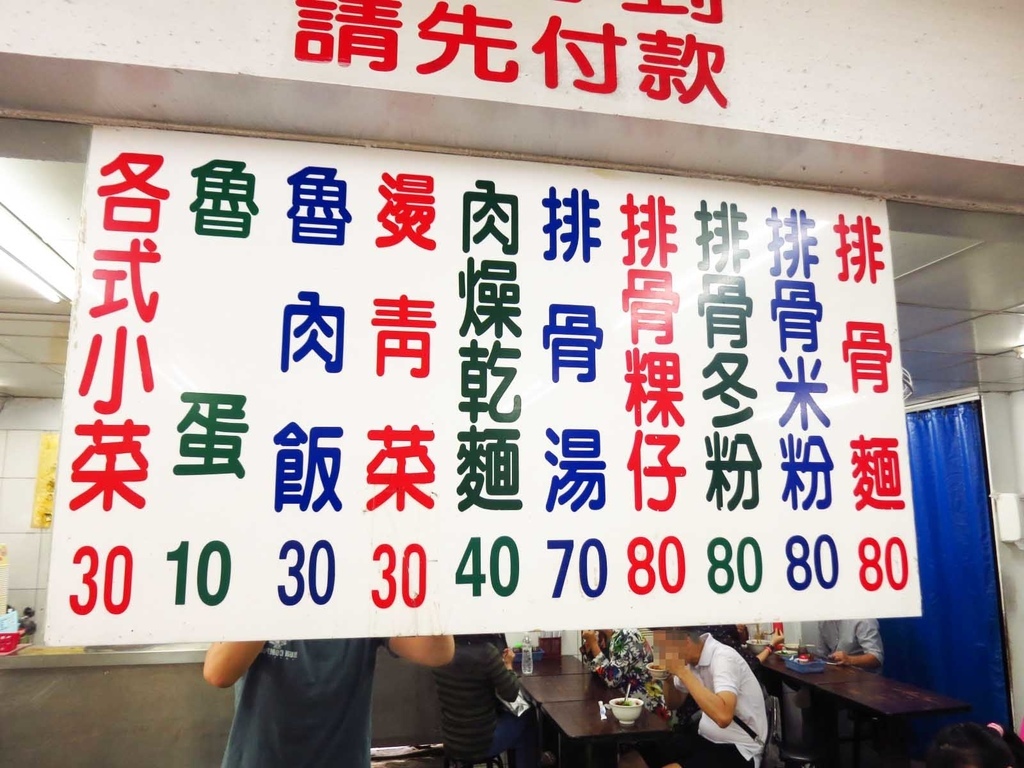 請先付款
排骨麵 80
排骨米粉 80
排骨冬粉 80
排骨粿仔 80
排骨湯 70
肉燥乾麵 40
燙青菜 30
魯肉飯 30
魯蛋 10
各式小菜 30